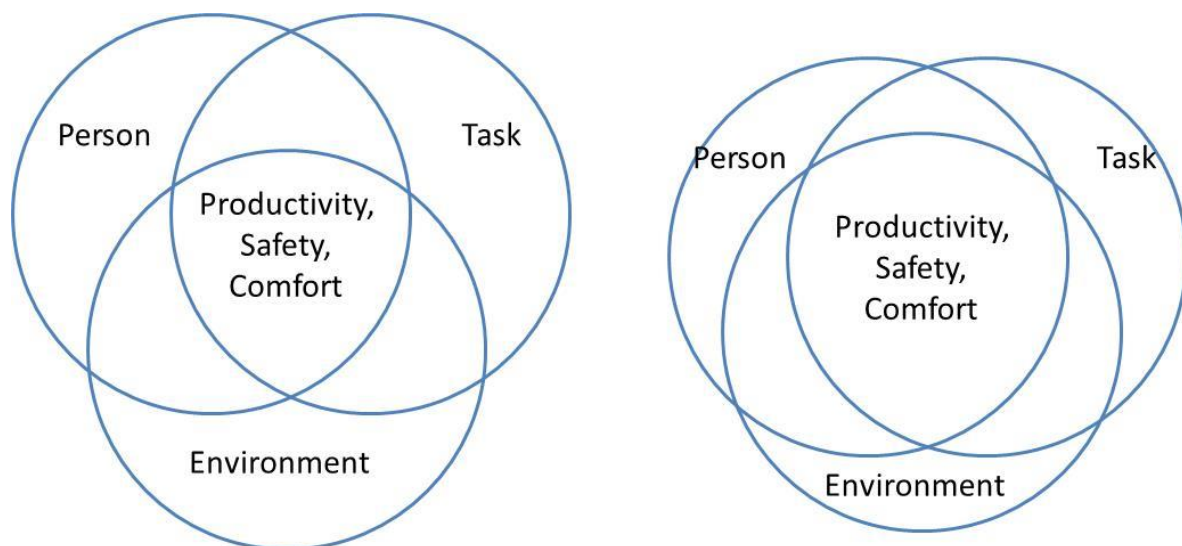 Person
Task
Productivity,
Safety,
Comfort
Environment
Person
Task
Productivity,
Safety,
Comfort
Environment